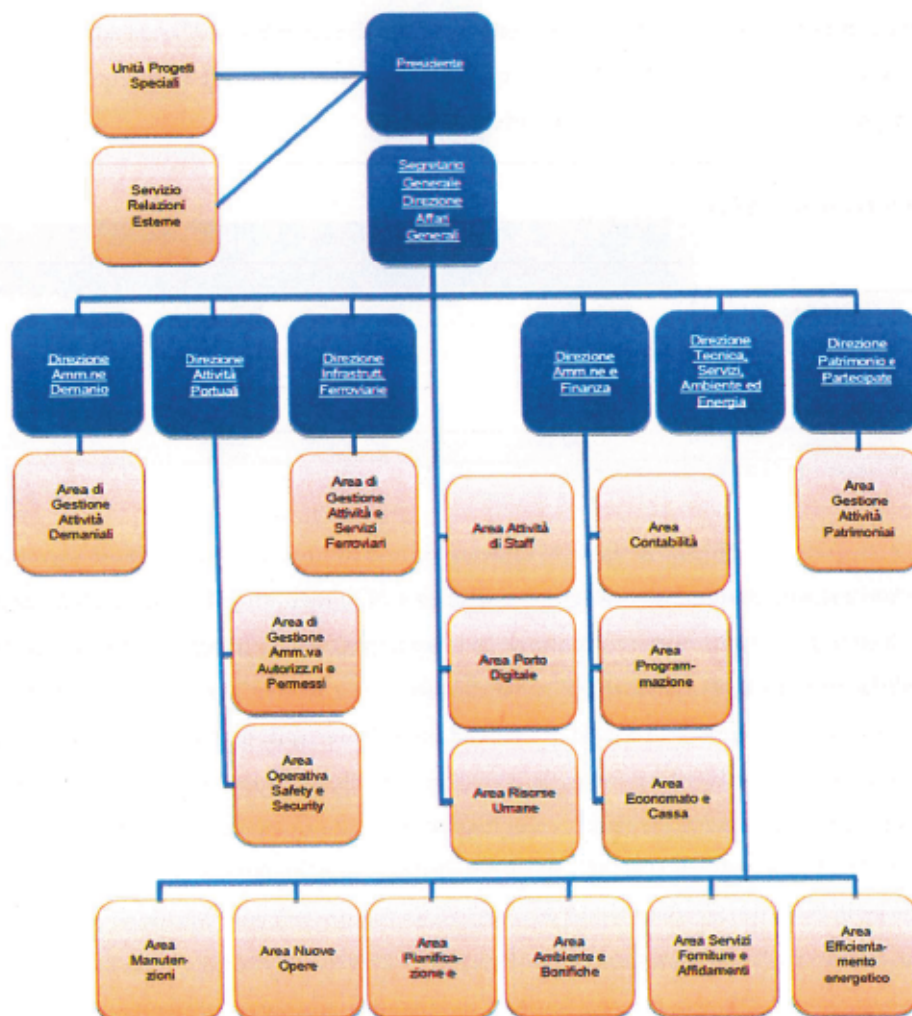 Presidente
Unità Progeti
Speciali
Servizio
Relazioni
Esterne
Segretario
Generale
Direzione
Affari
Generali
Direzione
Amm.ne
Demanio
Direzione
Attività
Portuali
Direzione
Infrastrutt.
Ferroviarie
Direzione
Amm.ne e
Finanza
Direzione
Tecnica,
Servizi,
Ambiente ed
Energia
Direzione
Patrimonio e
Partecipate
Area di
Gestione
Attività
Demaniali
Area di
Gestione
Attività e
Servizi
Ferroviari
Area Attività
di Staff
Area
Contabilità
Area
Gestione
Attività
Patrimoniai
Area di
Gestione
Amm.va
Autorizz.ni e
Permessi
Area Porto
Digitale
Area
Programm-
mazione
Area
Operativa
Safety e
Security
Area Risorse
Umane
Area
Economato e
Cassa
Area
Manuten-
zioni
Area Nuove
Opere
Area
Pianifica-
zione e
Area
Ambiente e
Bonifiche
Area Servizi
Forniture e
Affidamenti
Area
Efficienta-
mento
energetico